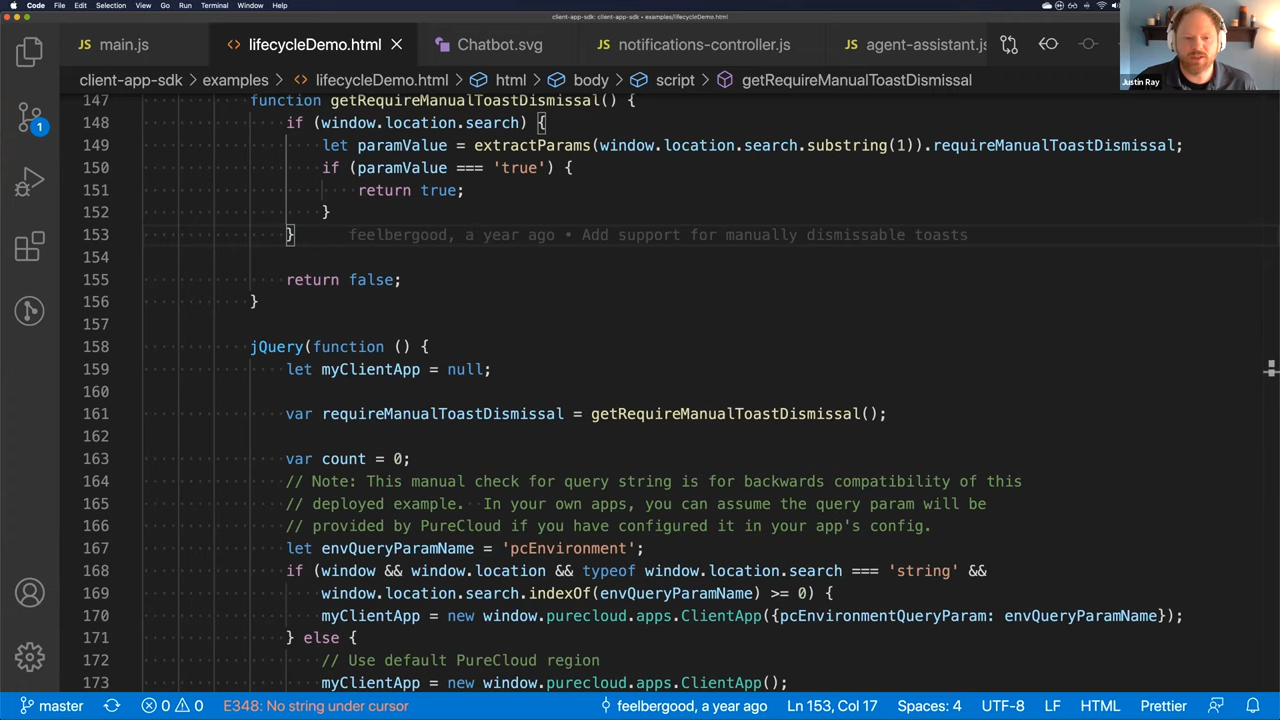 Code File Edit Selection View Go Run Terminal Window Help
client-app-sdk: client-app-sdk • examples/lifecycleDemo.html
JS main.js
<> lifecycleDemo.html
Chatbot.svg
JS notifications-controller.js
JS agent-assistant.js
Justin Ray
client-app-sdk > examples > <> lifecycleDemo.html > html > body > script > getRequireManualToastDismissal
147 function getRequireManualToastDismissal() {
148 if (window.location.search) {
149 let paramValue = extractParams(window.location.search.substring(1)).requireManualToastDismissal;
150 if (paramValue === 'true') {
151 return true;
152 }
153 } feelbergood, a year ago • Add support for manually dismissable toasts
154
155 return false;
156 }
157
158 jQuery(function () {
159 let myClientApp = null;
160
161 var requireManualToastDismissal = getRequireManualToastDismissal();
162
163 var count = 0;
164 // Note: This manual check for query string is for backwards compatibility of this
165 // deployed example. In your own apps, you can assume the query param will be
166 // provided by PureCloud if you have configured it in your app's config.
167 let envQueryParamName = 'pcEnvironment';
168 if (window && window.location && typeof window.location.search === 'string' &&
169 window.location.search.indexOf(envQueryParamName) >= 0) {
170 myClientApp = new window.purecloud.apps.ClientApp({pcEnvironmentQueryParam: envQueryParamName});
171 } else {
172 // Use default PureCloud region
173 myClientApp = new window.purecloud.apps.ClientApp();
1
master 0 0 E348: No string under cursor feelbergood, a year ago Ln 153, Col 17 Spaces: 4 UTF-8 LF HTML Prettier